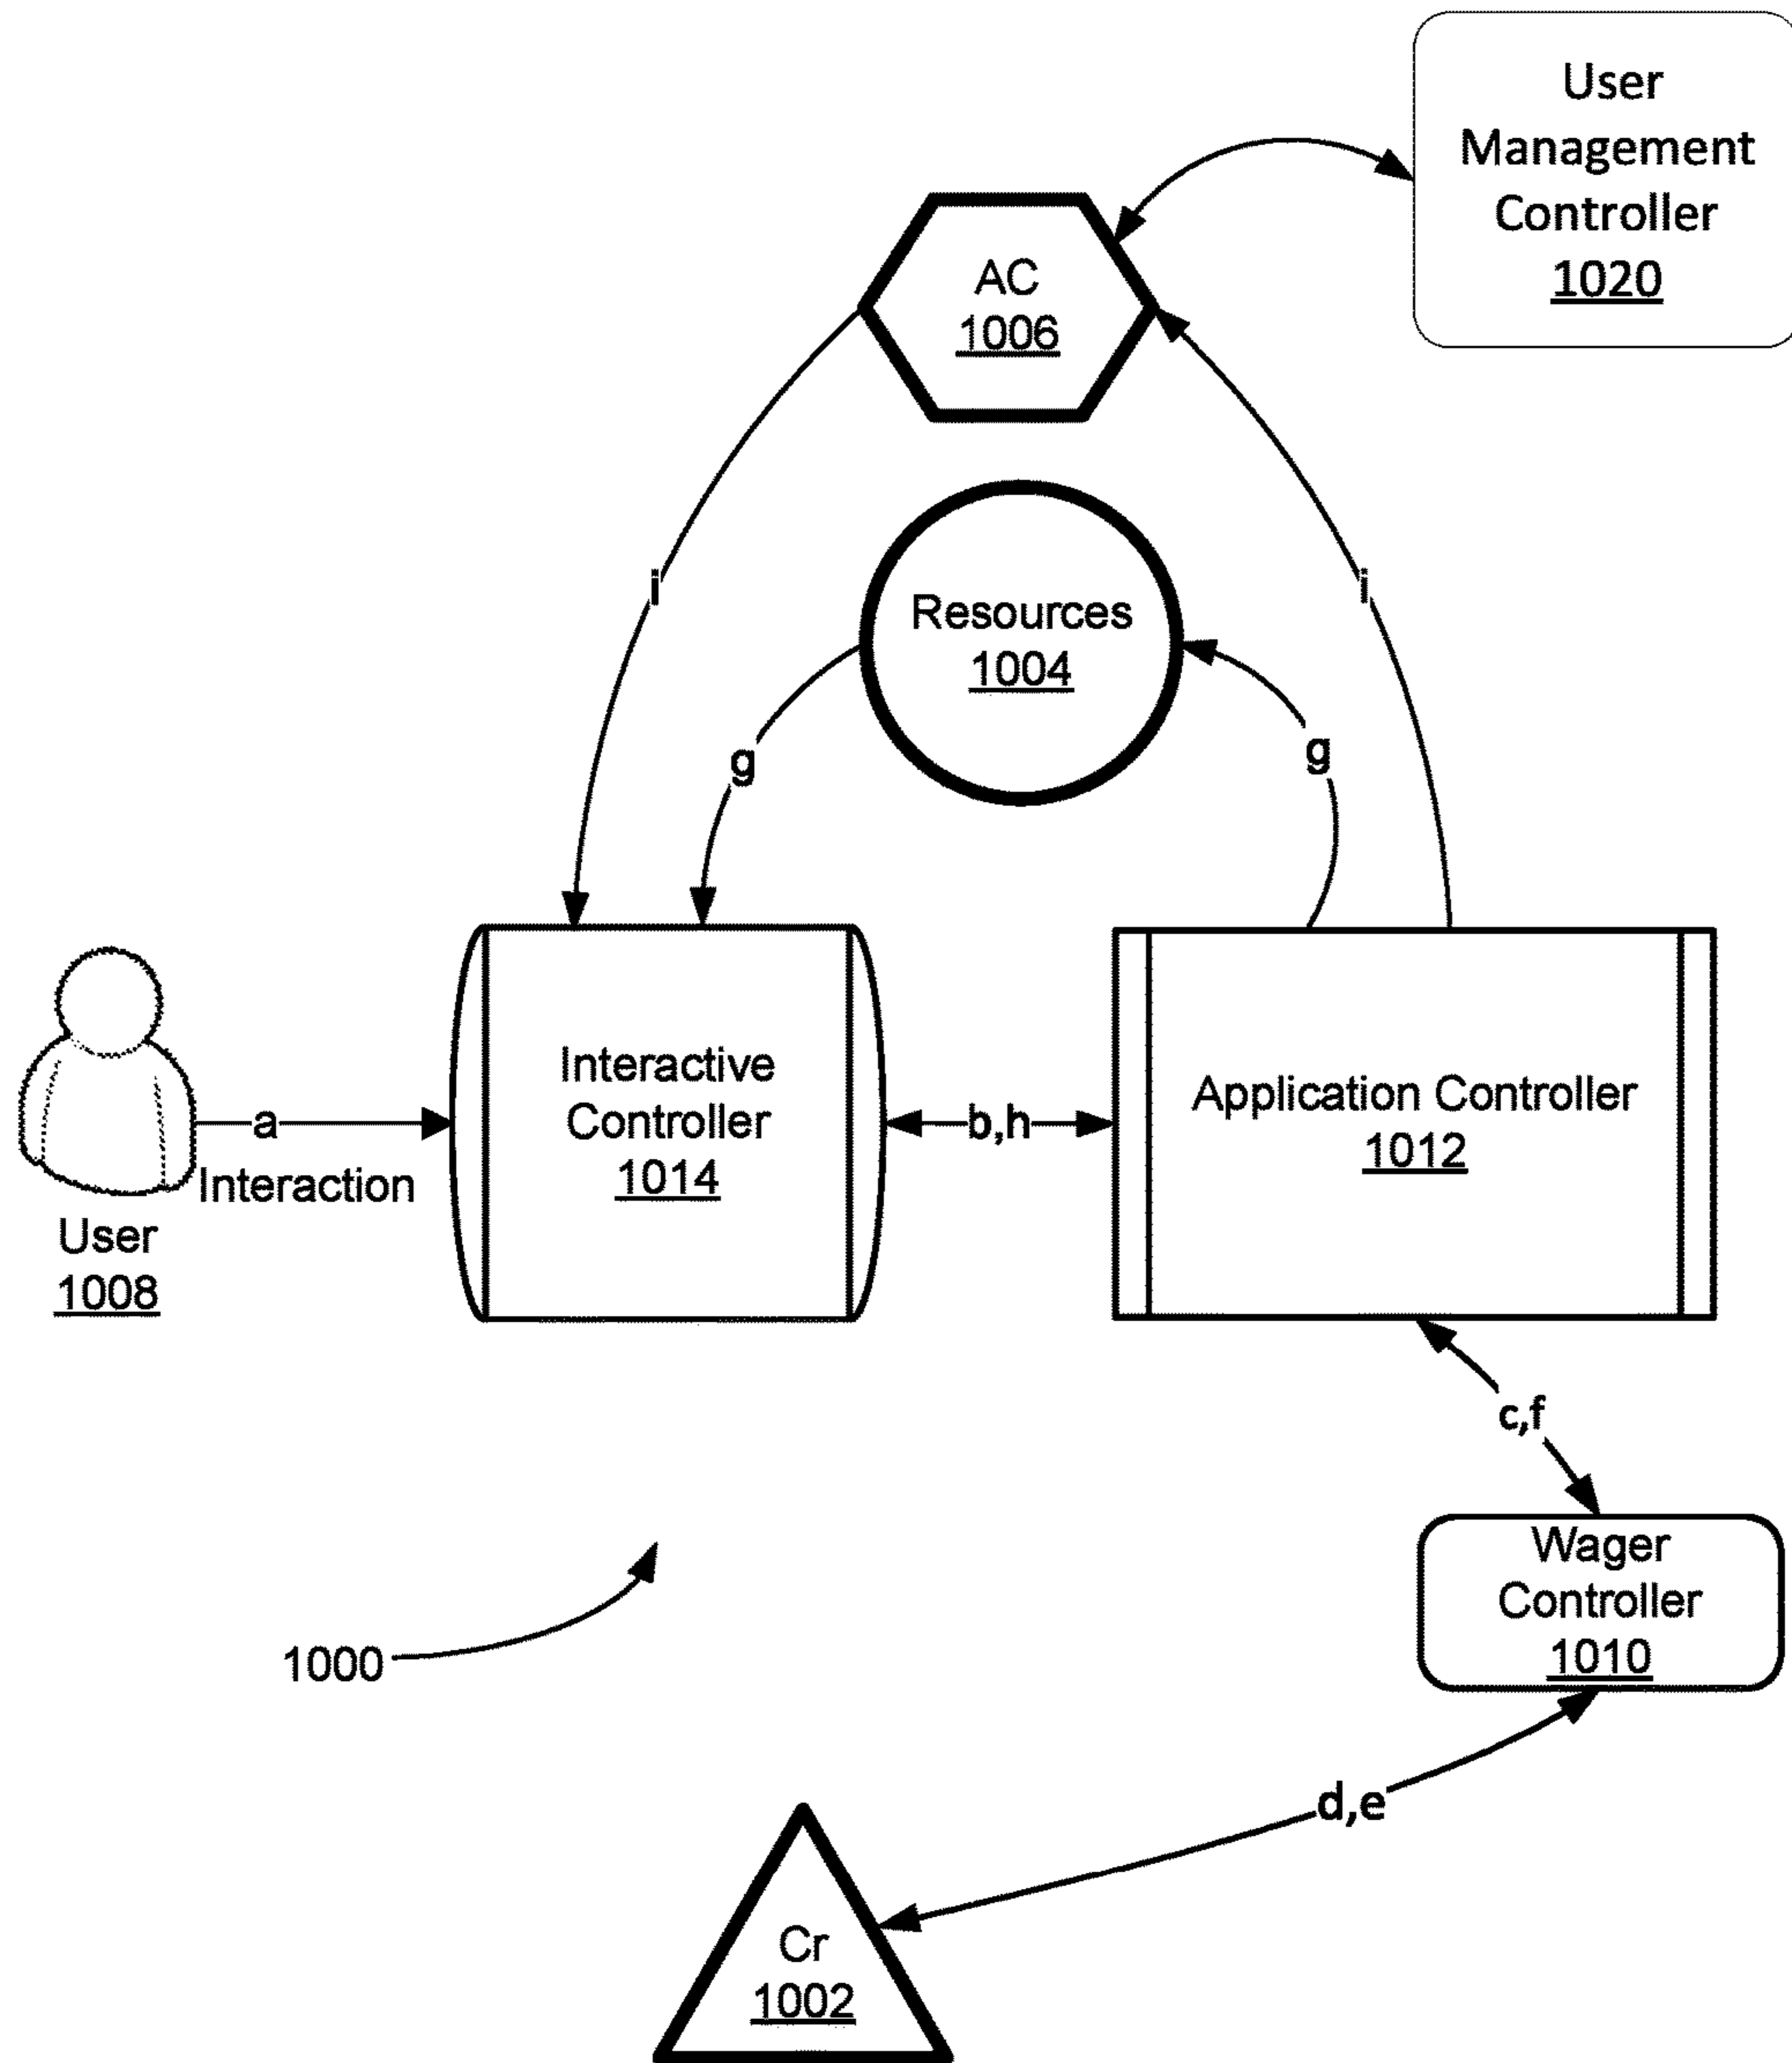 User
Management
Controller
1020
AC
1006
i
i
Resources
1004
g
g
Interactive
Controller
1014
Application Controller
1012
a
Interaction
b,h
User
1008
c,f
Wager
Controller
1010
1000
d,e
Cr
1002